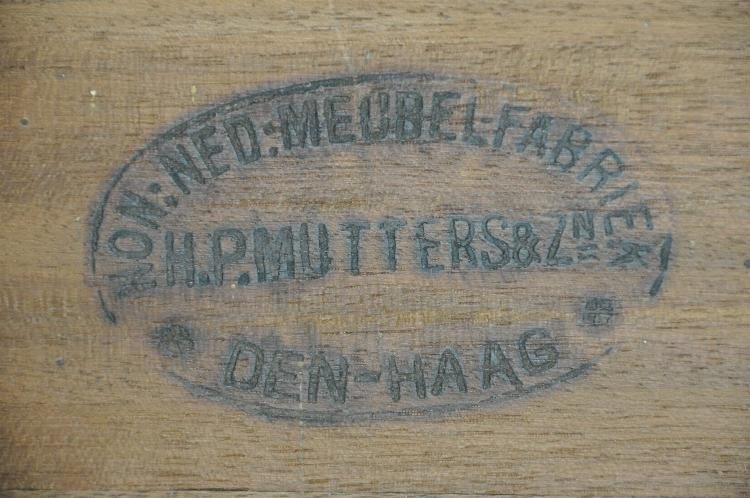 KON: NED: MEUBEL-FABRIEK
H.P. MUTTERS & ZN
DEN-HAAG